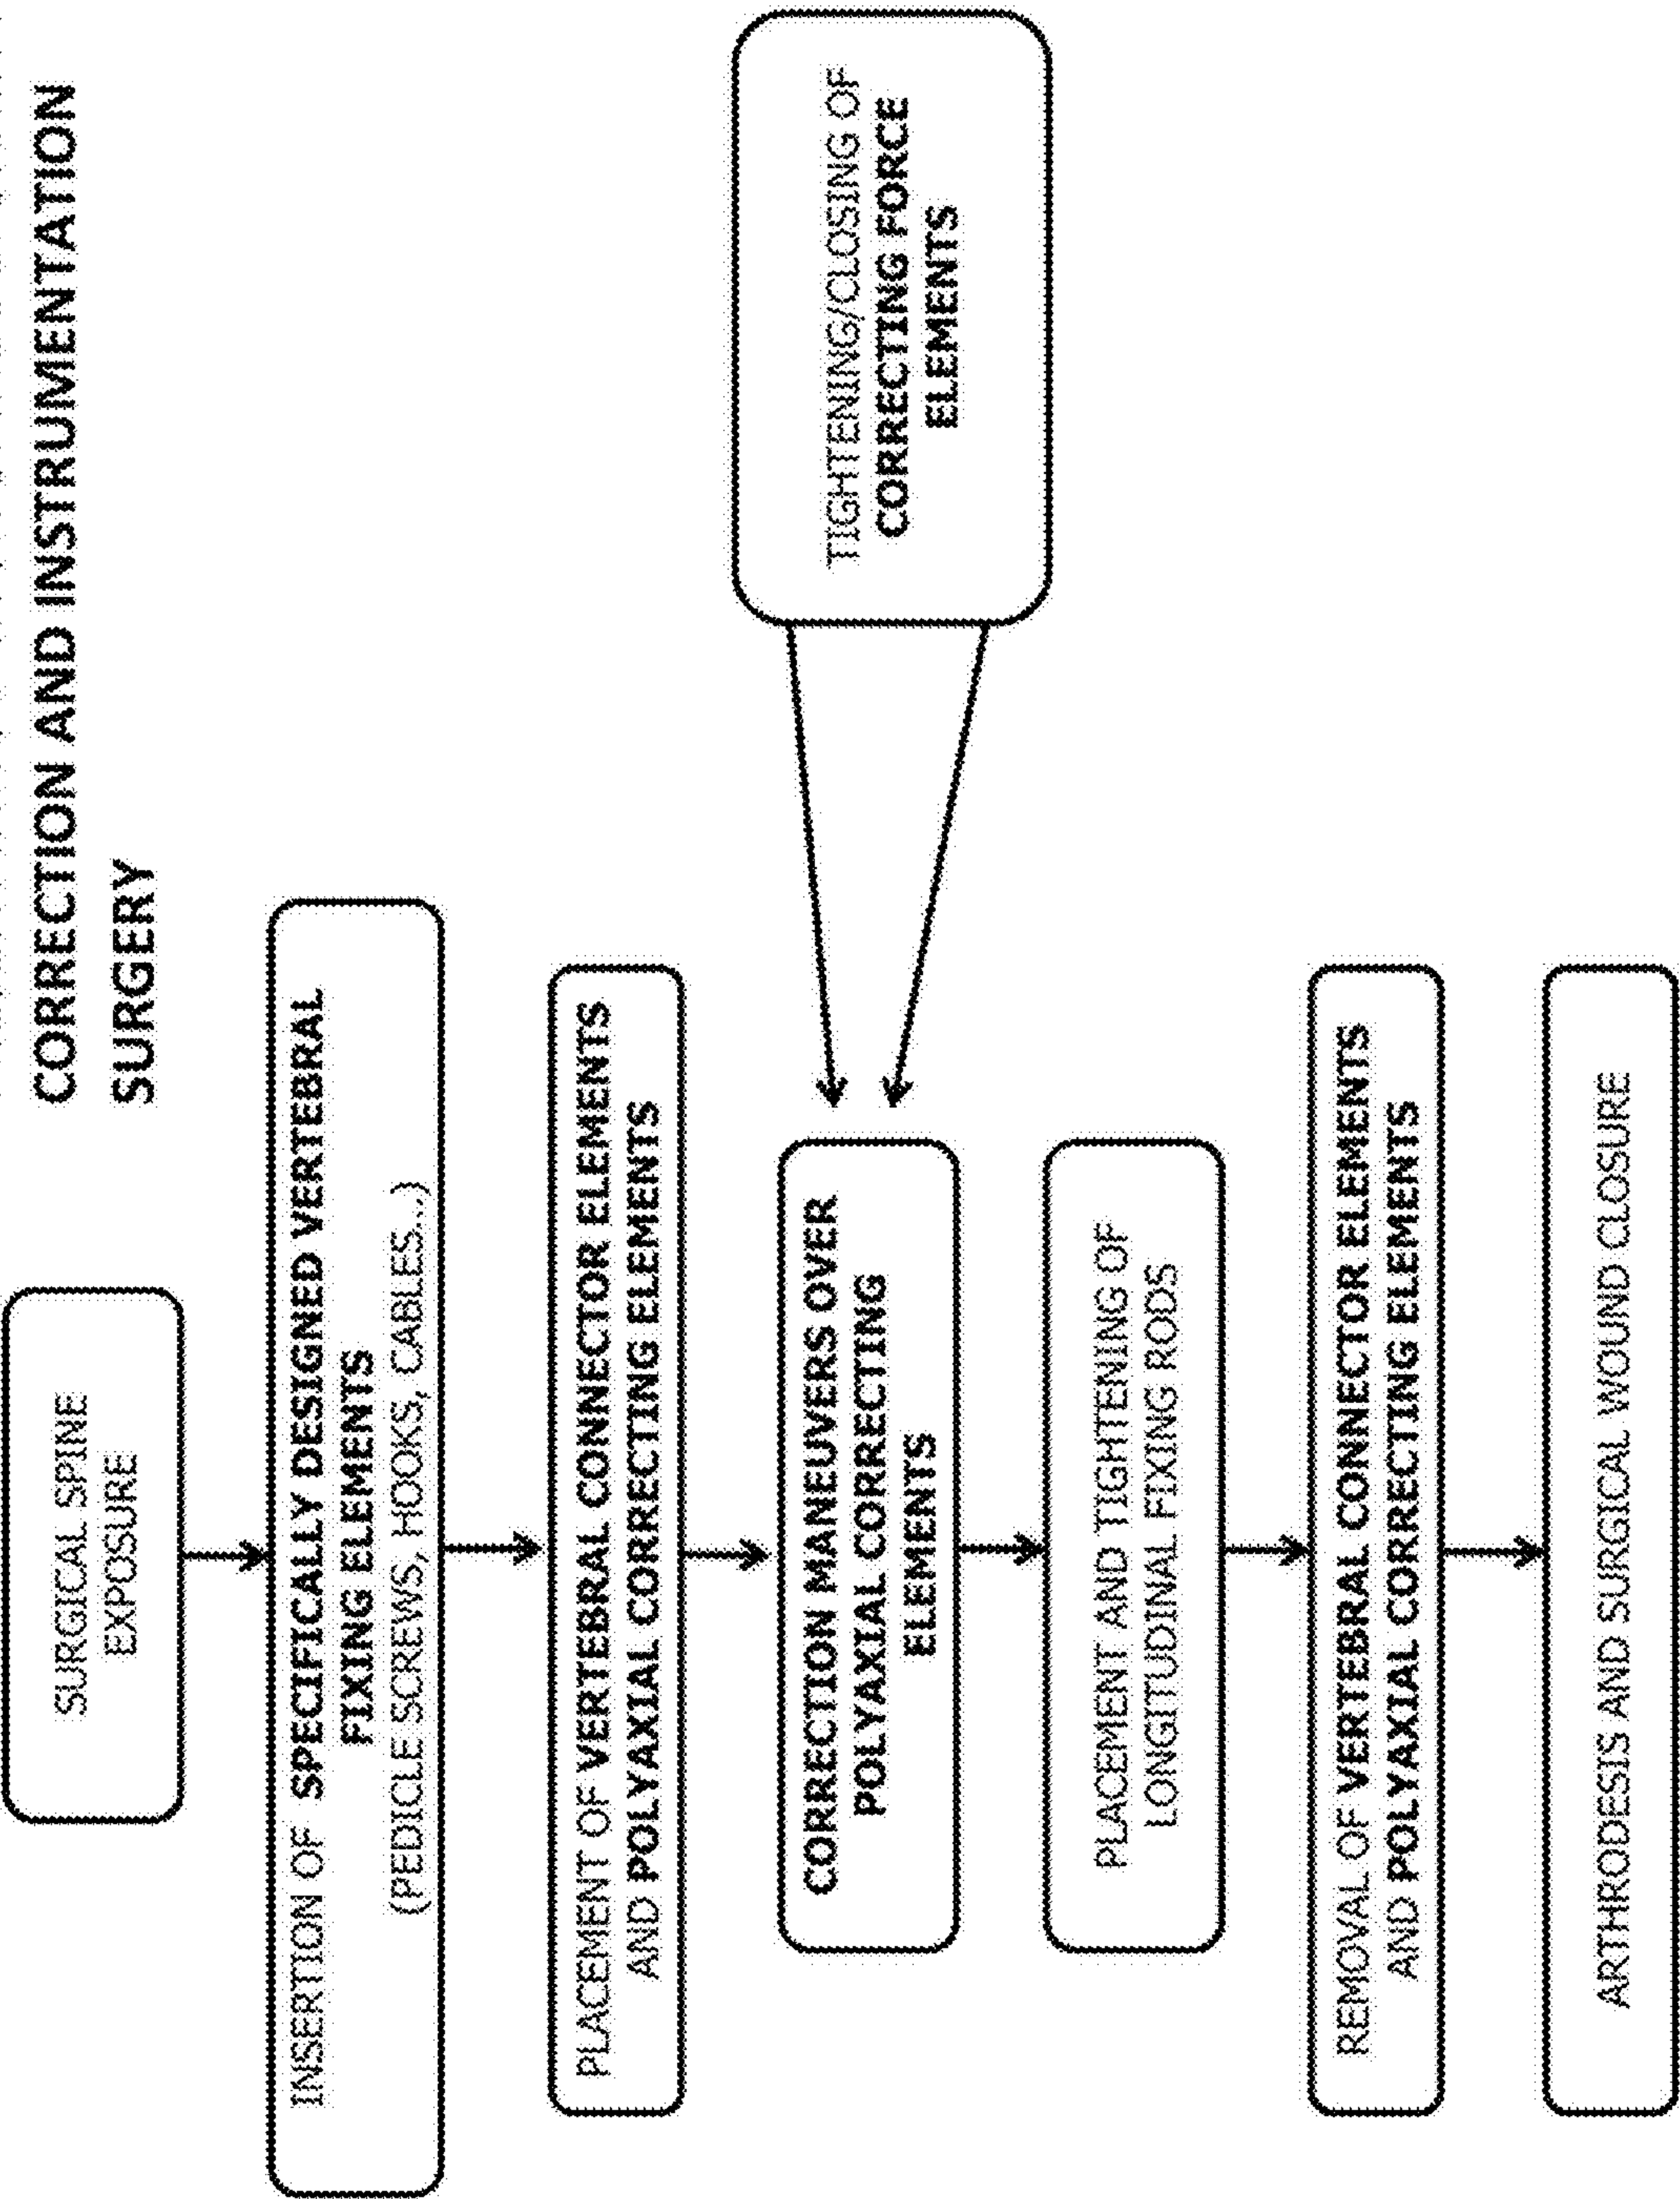 CORRECTION AND INSTRUMENTATION
SURGERY
SURGICAL SPINE
EXPOSURE
INSERTION OF SPECIFICALLY DESIGNED VERTEBRAL
FIXING ELEMENTS
(PEDICLE SCREWS, HOOKS, CABLES...)
PLACEMENT OF VERTEBRAL CONNECTOR ELEMENTS
AND POLYAXIAL CORRECTING ELEMENTS
CORRECTION MANEUVERS OVER
POLYAXIAL CORRECTING
ELEMENTS
TIGHTENING/CLOSING OF
CORRECTING FORCE
ELEMENTS
PLACEMENT AND TIGHTENING OF
LONGITUDINAL FIXING RODS
REMOVAL OF VERTEBRAL CONNECTOR ELEMENTS
AND POLYAXIAL CORRECTING ELEMENTS
ARTHRODESIS AND SURGICAL WOUND CLOSURE